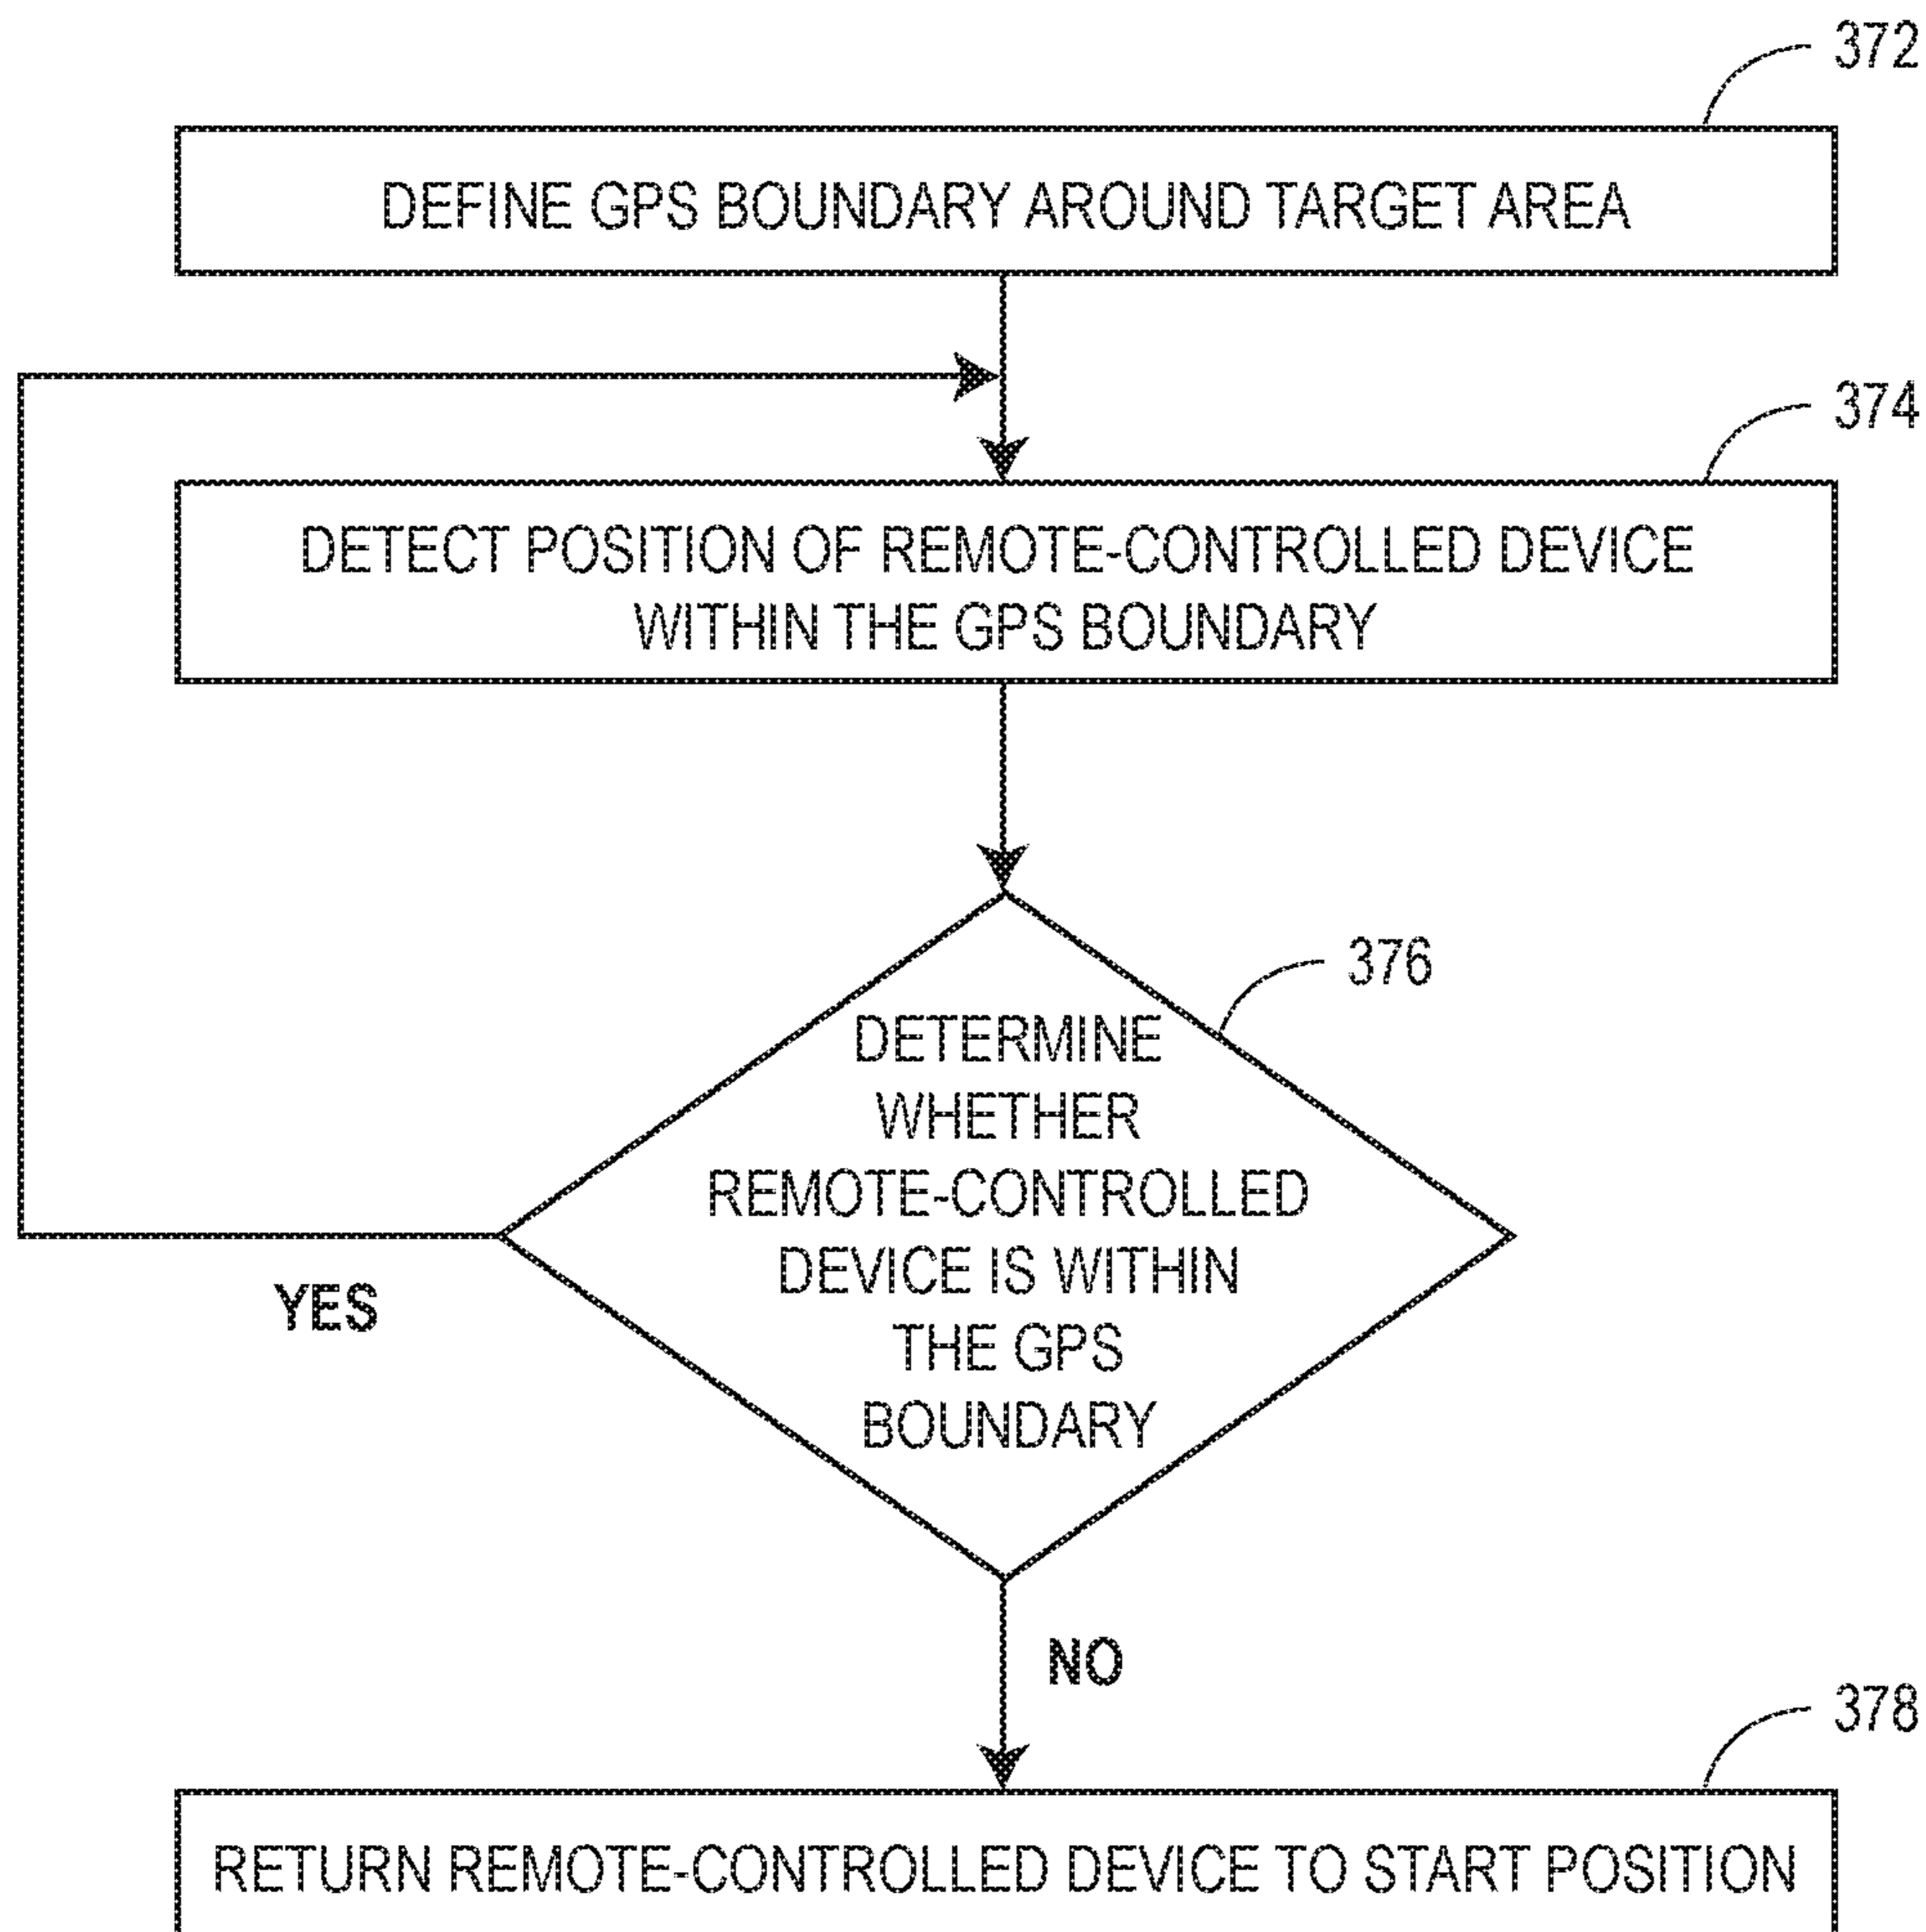 372
DEFINE GPS BOUNDARY AROUND TARGET AREA
374
DETECT POSITION OF REMOTE-CONTROLLED DEVICE
WITHIN THE GPS BOUNDARY
376
DETERMINE
WHETHER
REMOTE-CONTROLLED
DEVICE IS WITHIN
THE GPS
BOUNDARY
YES
NO
378
RETURN REMOTE-CONTROLLED DEVICE TO START POSITION